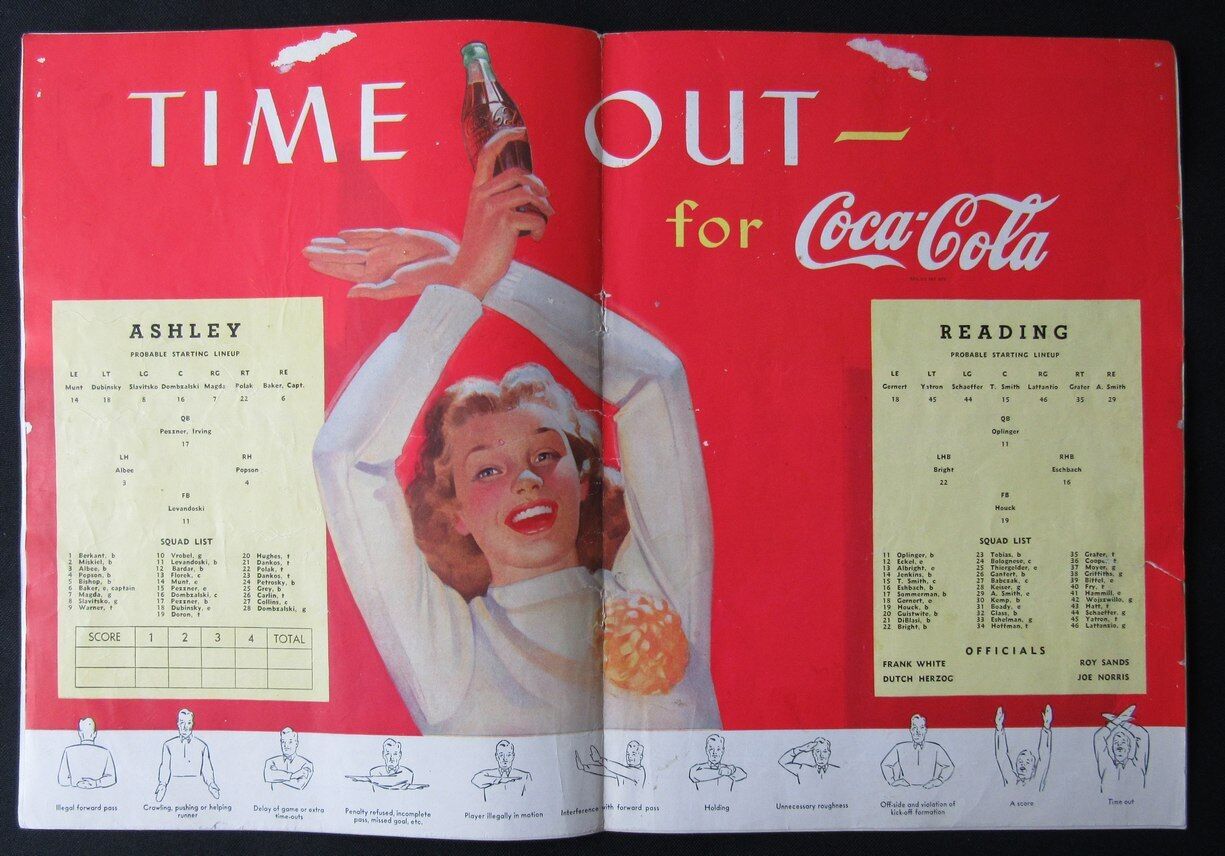 TIME OUT—
for Coca-Cola
ASHLEY
PROBABLE STARTING LINEUP
LE LT LG C RG RT RE
Munt Dubinsky Slavitsko Dombzalski Magda Polak Baker, Capt.
14 18 8 16 7 22 6
QB
Pezzner, Irving
17
LH RH
Albee Popson
3 4
FB
Levandoski
11
SQUAD LIST
1 Berkant, b
2 Miskiel, b
3 Albee, b
4 Popson, b
5 Bishop, b
6 Baker, e, captain
7 Magda, g
8 Slavitsko, g
9 Warner, t
10 Vrobel, g
11 Levandoski, b
12 Bardar, b
13 Florek, c
14 Munt, e
15 Pezzner, e
16 Dombzalski, c
17 Pezzner, b
18 Dubinsky, e
19 Doron, t
20 Hughes, t
21 Dankos, t
22 Polak, t
23 Dankos, t
24 Petrosky, b
25 Grey, b
26 Carlin, t
27 Collins, c
28 Dombzalski, g
SCORE 1 2 3 4 TOTAL
READING
PROBABLE STARTING LINEUP
LE LT LG C RG RT RE
Gernert Yatron Schaeffer T. Smith Lattanzio Grater A. Smith
18 45 44 15 46 35 29
QB
Oplinger
11
LHB RHB
Bright Eschbach
22 16
FB
Houck
19
SQUAD LIST
11 Oplinger, b
12 Eckel, e
13 Albright, e
14 Jenkins, b
15 T. Smith, c
16 Eshbach, b
17 Sommerman, b
18 Gernert, e
19 Houck, b
20 Guistwite, b
21 DiBlasi, b
22 Bright, b
23 Tobias, b
24 Bolognese, c
25 Thiergelder, e
26 Ganfert, b
27 Babczak, c
28 Keiser, g
29 A. Smith, e
30 Kemp, b
31 Boady, e
32 Glass, b
33 Eshelman, g
34 Hoffman, t
35 Grater, t
36
37 Moyer, g
38 Griffiths, g
39 Biffel, e
40 Fry, t
41 Hammell, e
42 Wojszwillo, g
43 Hatt, t
44 Schaeffer, g
45 Yatron, t
46 Lattanzio, g
OFFICIALS
FRANK WHITE ROY SANDS
DUTCH HERZOG JOE NORRIS
Illegal forward pass
Crawling, pushing or helping
runner
Delay of game or extra
time-outs
Penalty refused, incomplete
pass, missed goal, etc.
Player illegally in motion
Interference with forward pass
Holding
Unnecessary roughness
Off-side and violation of
kick-off formation
A score
Time out